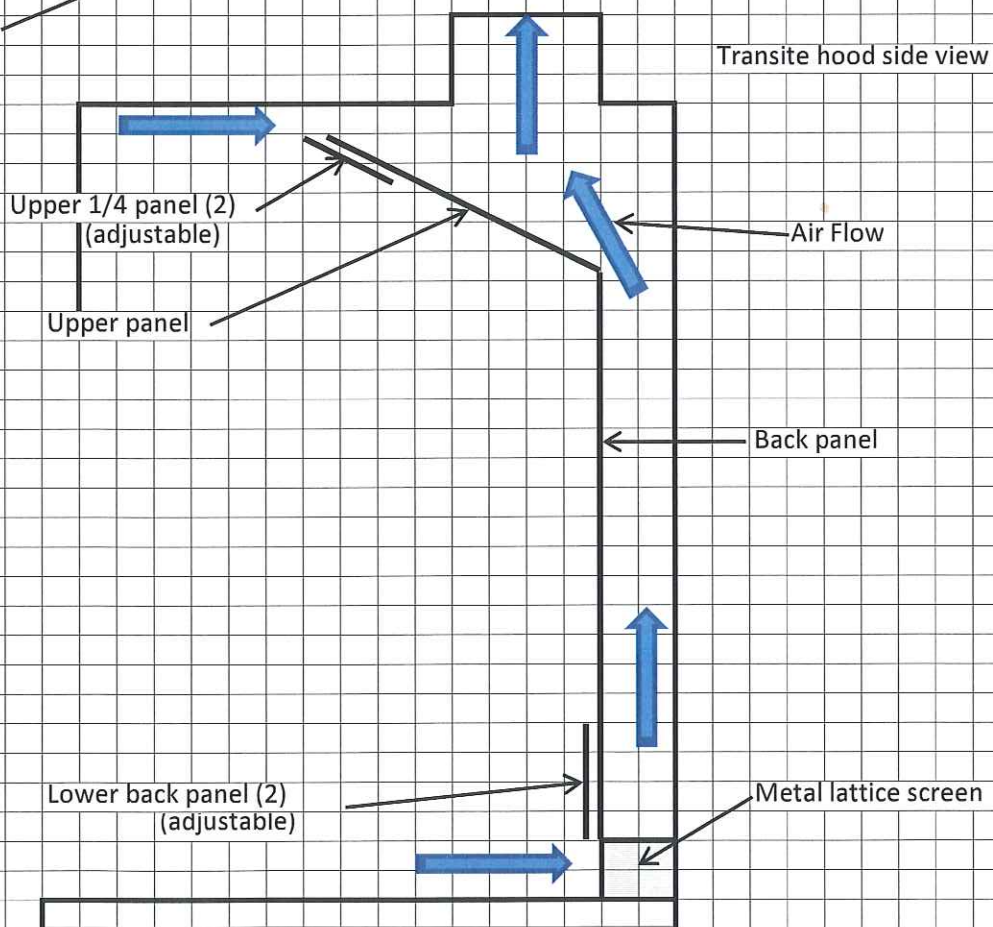 Transite hood side view
Upper 1/4 panel (2)
(adjustable)
Air Flow
Upper panel
Back panel
Lower back panel (2)
(adjustable)
Metal lattice screen